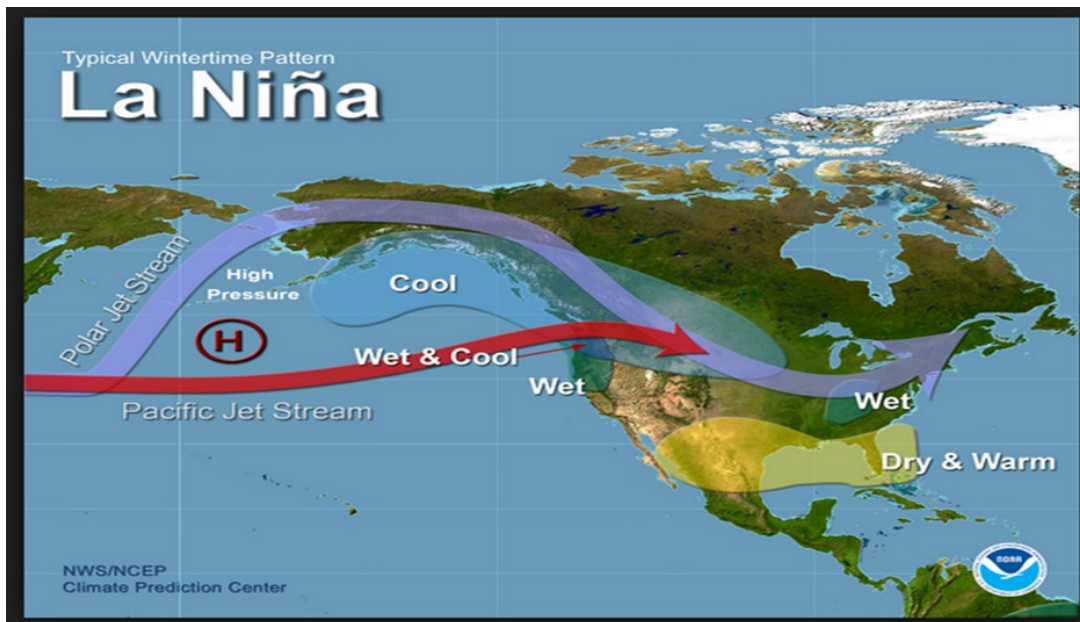 Typical Wintertime Pattern
La Niña
Polar Jet Stream
High
Pressure
H
Cool
Wet & Cool
Wet
Pacific Jet Stream
Wet
Dry & Warm
NWS/NCEP
Climate Prediction Center
NOAA